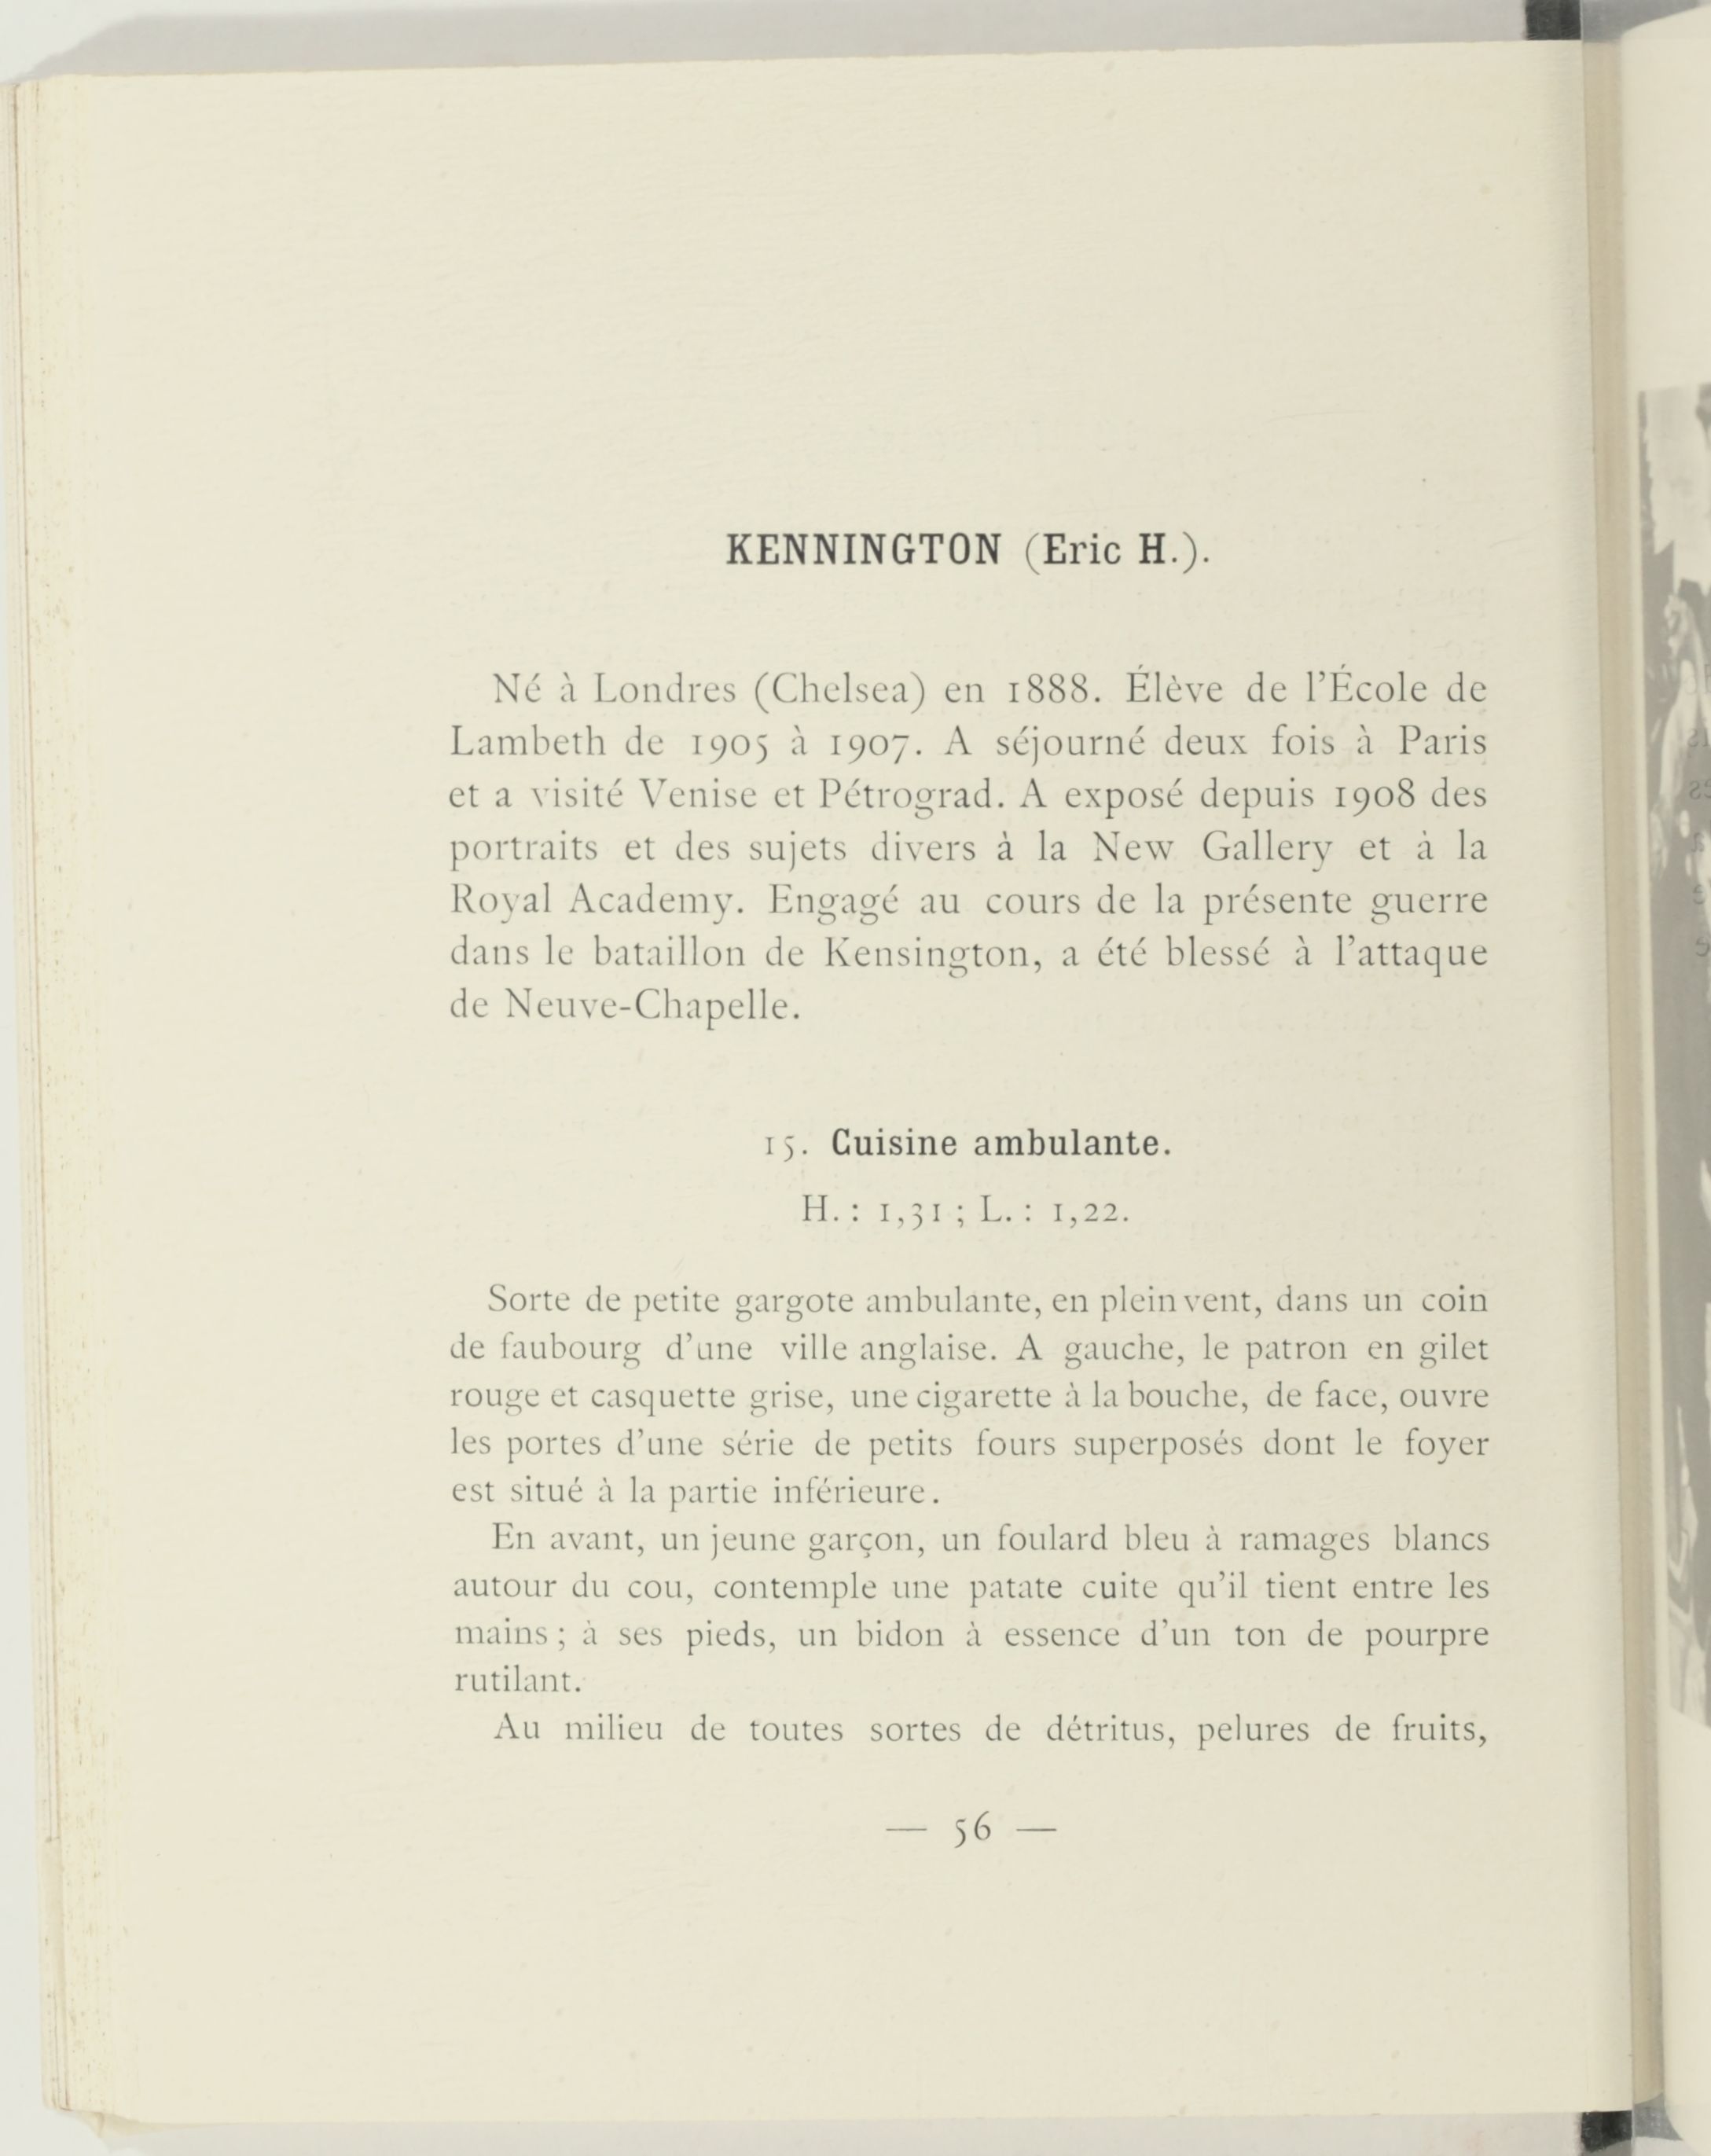 KENNINGTON (Eric H.).
Né à Londres (Chelsea) en 1888. Élève de l'École de
Lambeth de 1905 à 1907. A séjourné deux fois à Paris
et a visité Venise et Pétrograd. A exposé depuis 1908 des
portraits et des sujets divers à la New Gallery et à la
Royal Academy. Engagé au cours de la présente guerre
dans le bataillon de Kensington, a été blessé à l'attaque
de Neuve-Chapelle.
15. Cuisine ambulante.
H. : 1,31 ; L. : 1,22.
Sorte de petite gargote ambulante, en plein vent, dans un coin
de faubourg d'une ville anglaise. A gauche, le patron en gilet
rouge et casquette grise, une cigarette à la bouche, de face, ouvre
les portes d'une série de petits fours superposés dont le foyer
est situé à la partie inférieure.
En avant, un jeune garçon, un foulard bleu à ramages blancs
autour du cou, contemple une patate cuite qu'il tient entre les
mains ; à ses pieds, un bidon à essence d'un ton de pourpre
rutilant.
Au milieu de toutes sortes de détritus, pelures de fruits,
— 56 —